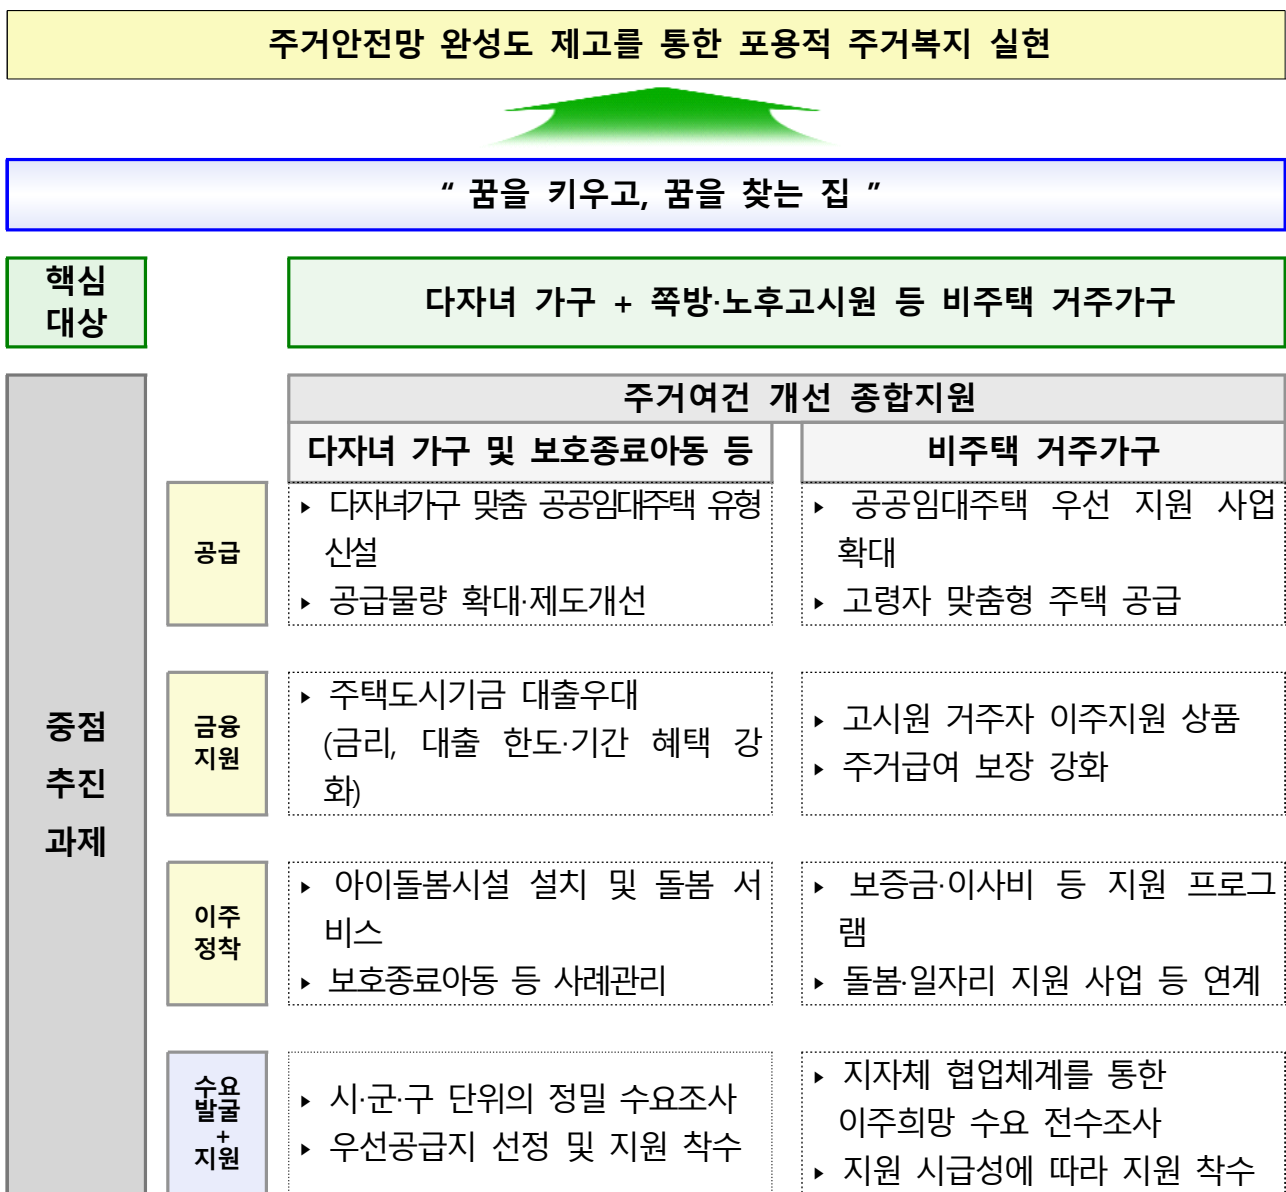 주거안전망 완성도 제고를 통한 포용적 주거복지 실현
“ 꿈을 키우고, 꿈을 찾는 집 ”
핵심
대상
다자녀 가구 + 쪽방·노후고시원 등 비주택 거주가구
중점
추진
과제
주거여건 개선 종합지원
다자녀 가구 및 보호종료아동 등
비주택 거주가구
공급
▸ 다자녀가구 맞춤 공공임대주택 유형
신설
▸ 공급물량 확대·제도개선
▸ 공공임대주택 우선 지원 사업
확대
▸ 고령자 맞춤형 주택 공급
금융
지원
▸ 주택도시기금 대출우대
(금리, 대출 한도·기간 혜택 강
화)
▸ 고시원 거주자 이주지원 상품
▸ 주거급여 보장 강화
이주
정착
▸ 아이돌봄시설 설치 및 돌봄 서
비스
▸ 보호종료아동 등 사례관리
▸ 보증금·이사비 등 지원 프로그
램
▸ 돌봄·일자리 지원 사업 등 연계
수요
발굴
+
지원
▸ 시·군·구 단위의 정밀 수요조사
▸ 우선공급지 선정 및 지원 착수
▸ 지자체 협업체계를 통한
이주희망 수요 전수조사
▸ 지원 시급성에 따라 지원 착수